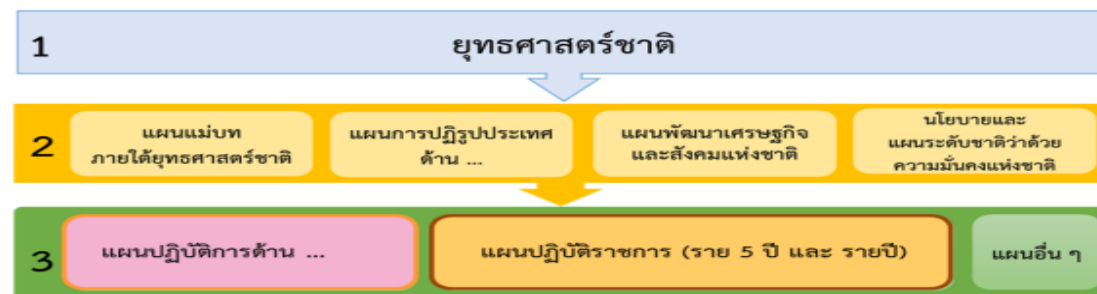 1
ยุทธศาสตร์ชาติ
2
แผนแม่บท
ภายใต้ยุทธศาสตร์ชาติ
แผนการปฏิรูปประเทศ
ด้าน ...
แผนพัฒนาเศรษฐกิจ
และสังคมแห่งชาติ
นโยบายและ
แผนระดับชาติว่าด้วย
ความมั่นคงแห่งชาติ
3
แผนปฏิบัติการด้าน ...
แผนปฏิบัติราชการ (ราย 5 ปี และ รายปี)
แผนอื่น ๆ